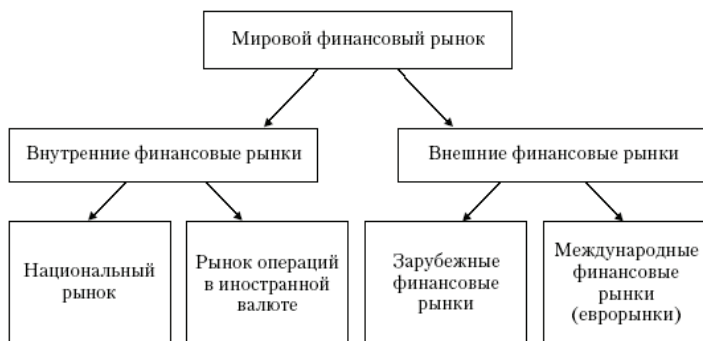 Мировой финансовый рынок
Внутренние финансовые рынки
Внешние финансовые рынки
Национальный
рынок
Рынок операций
в иностранной
валюте
Зарубежные
финансовые
рынки
Международные
финансовые
рынки
(еврорынки)